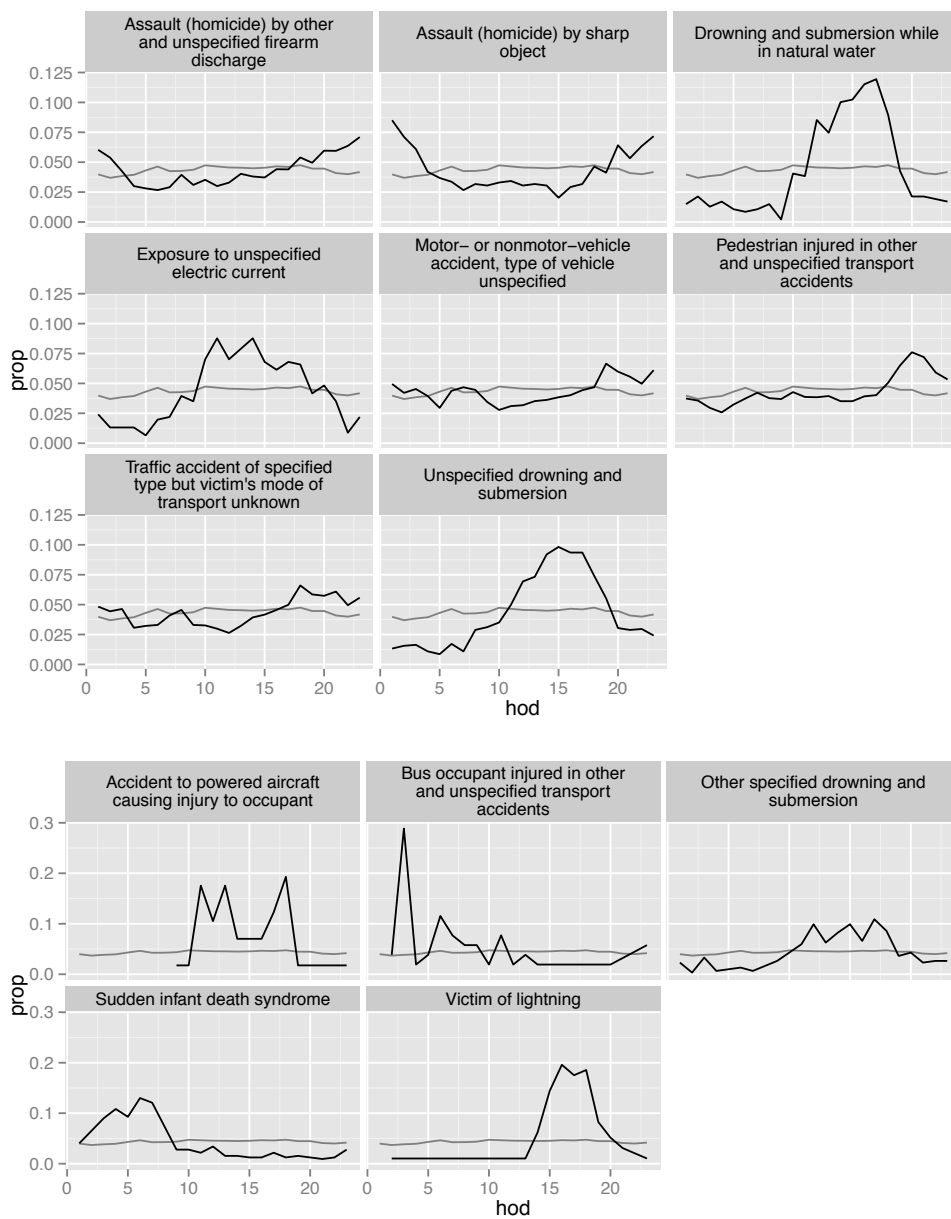 Assault (homicide) by other
and unspecified firearm
discharge
Assault (homicide) by sharp
object
Drowning and submersion while
in natural water
0.125
0.100
0.075
0.050
0.025
0.000
Exposure to unspecified
electric current
Motor− or nonmotor−vehicle
accident, type of vehicle
unspecified
Pedestrian injured in other
and unspecified transport
accidents
0.125
0.100
0.075
0.050
0.025
0.000
prop
Traffic accident of specified
type but victim's mode of
transport unknown
Unspecified drowning and
submersion
0.125
0.100
0.075
0.050
0.025
0.000
0 5 10 15 20 0 5 10 15 20
hod
Accident to powered aircraft
causing injury to occupant
Bus occupant injured in other
and unspecified transport
accidents
Other specified drowning and
submersion
0.3
0.2
0.1
0.0
prop
Sudden infant death syndrome
Victim of lightning
0.3
0.2
0.1
0.0
0 5 10 15 20 0 5 10 15 20
hod